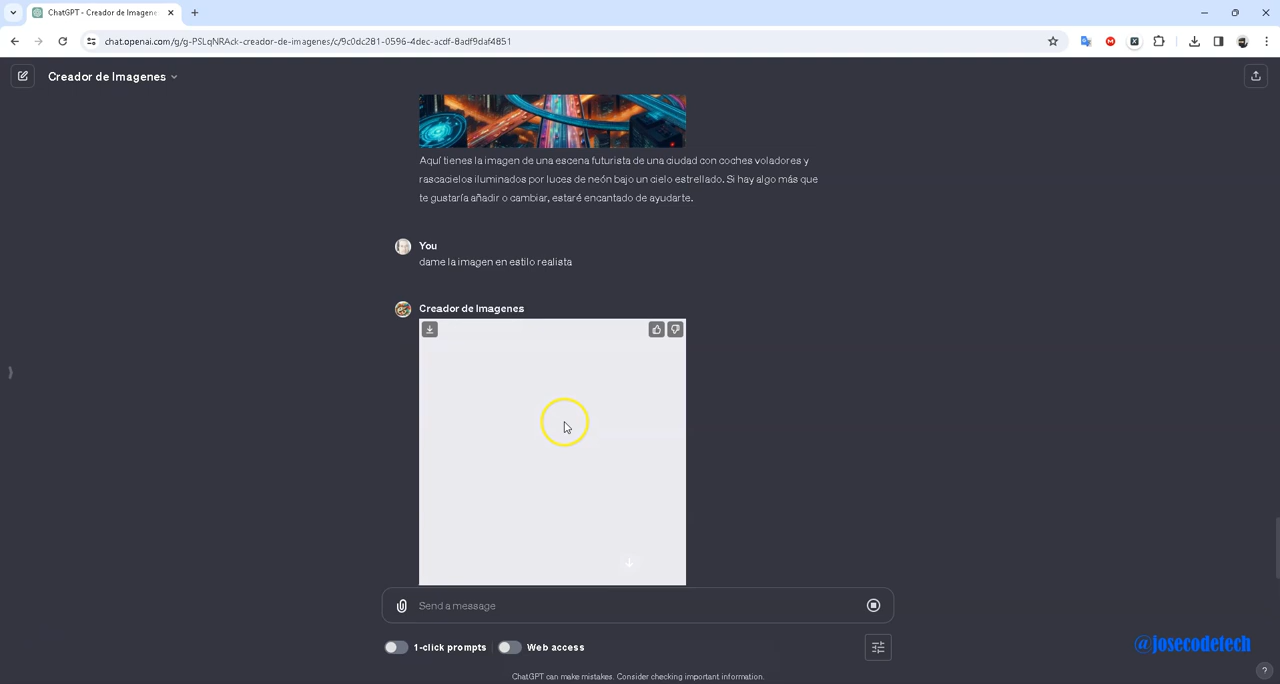 ChatGPT - Creador de Imagene
chat.openai.com/g/g-PSLqNRAck-creador-de-imagenes/c/9c0dc281-0596-4dec-acdf-8adf9daf4851
Creador de Imagenes
Aquí tienes la imagen de una escena futurista de una ciudad con coches voladores y
rascacielos iluminados por luces de neón bajo un cielo estrellado. Si hay algo más que
te gustaría añadir o cambiar, estaré encantado de ayudarte.
You
dame la imagen en estilo realista
Creador de Imagenes
Send a message
1-click prompts
Web access
@josecodetech
ChatGPT can make mistakes. Consider checking important information.
?